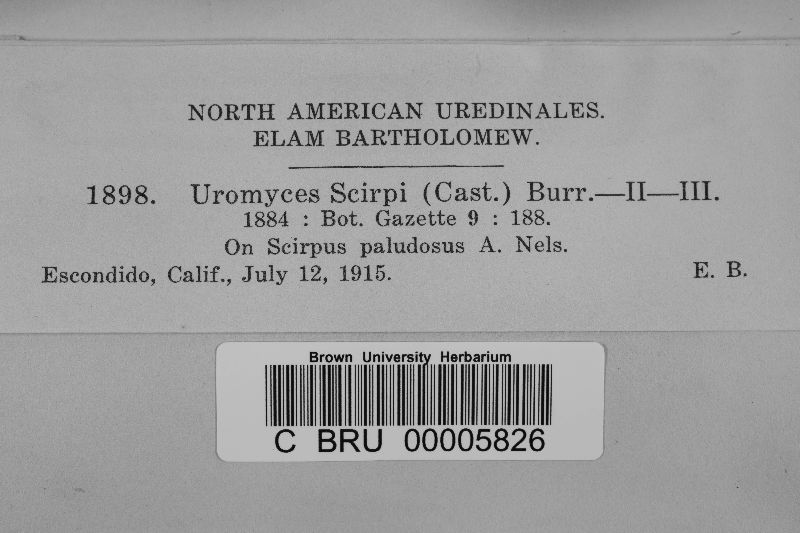 NORTH AMERICAN UREDINALES.
ELAM BARTHOLOMEW.
1898. Uromyces Scirpi (Cast.) Burr.—II—III.
1884 : Bot. Gazette 9 : 188.
On Scirpus paludosus A. Nels.
Escondido, Calif., July 12, 1915. E. B.
Brown University Herbarium
C BRU 00005826